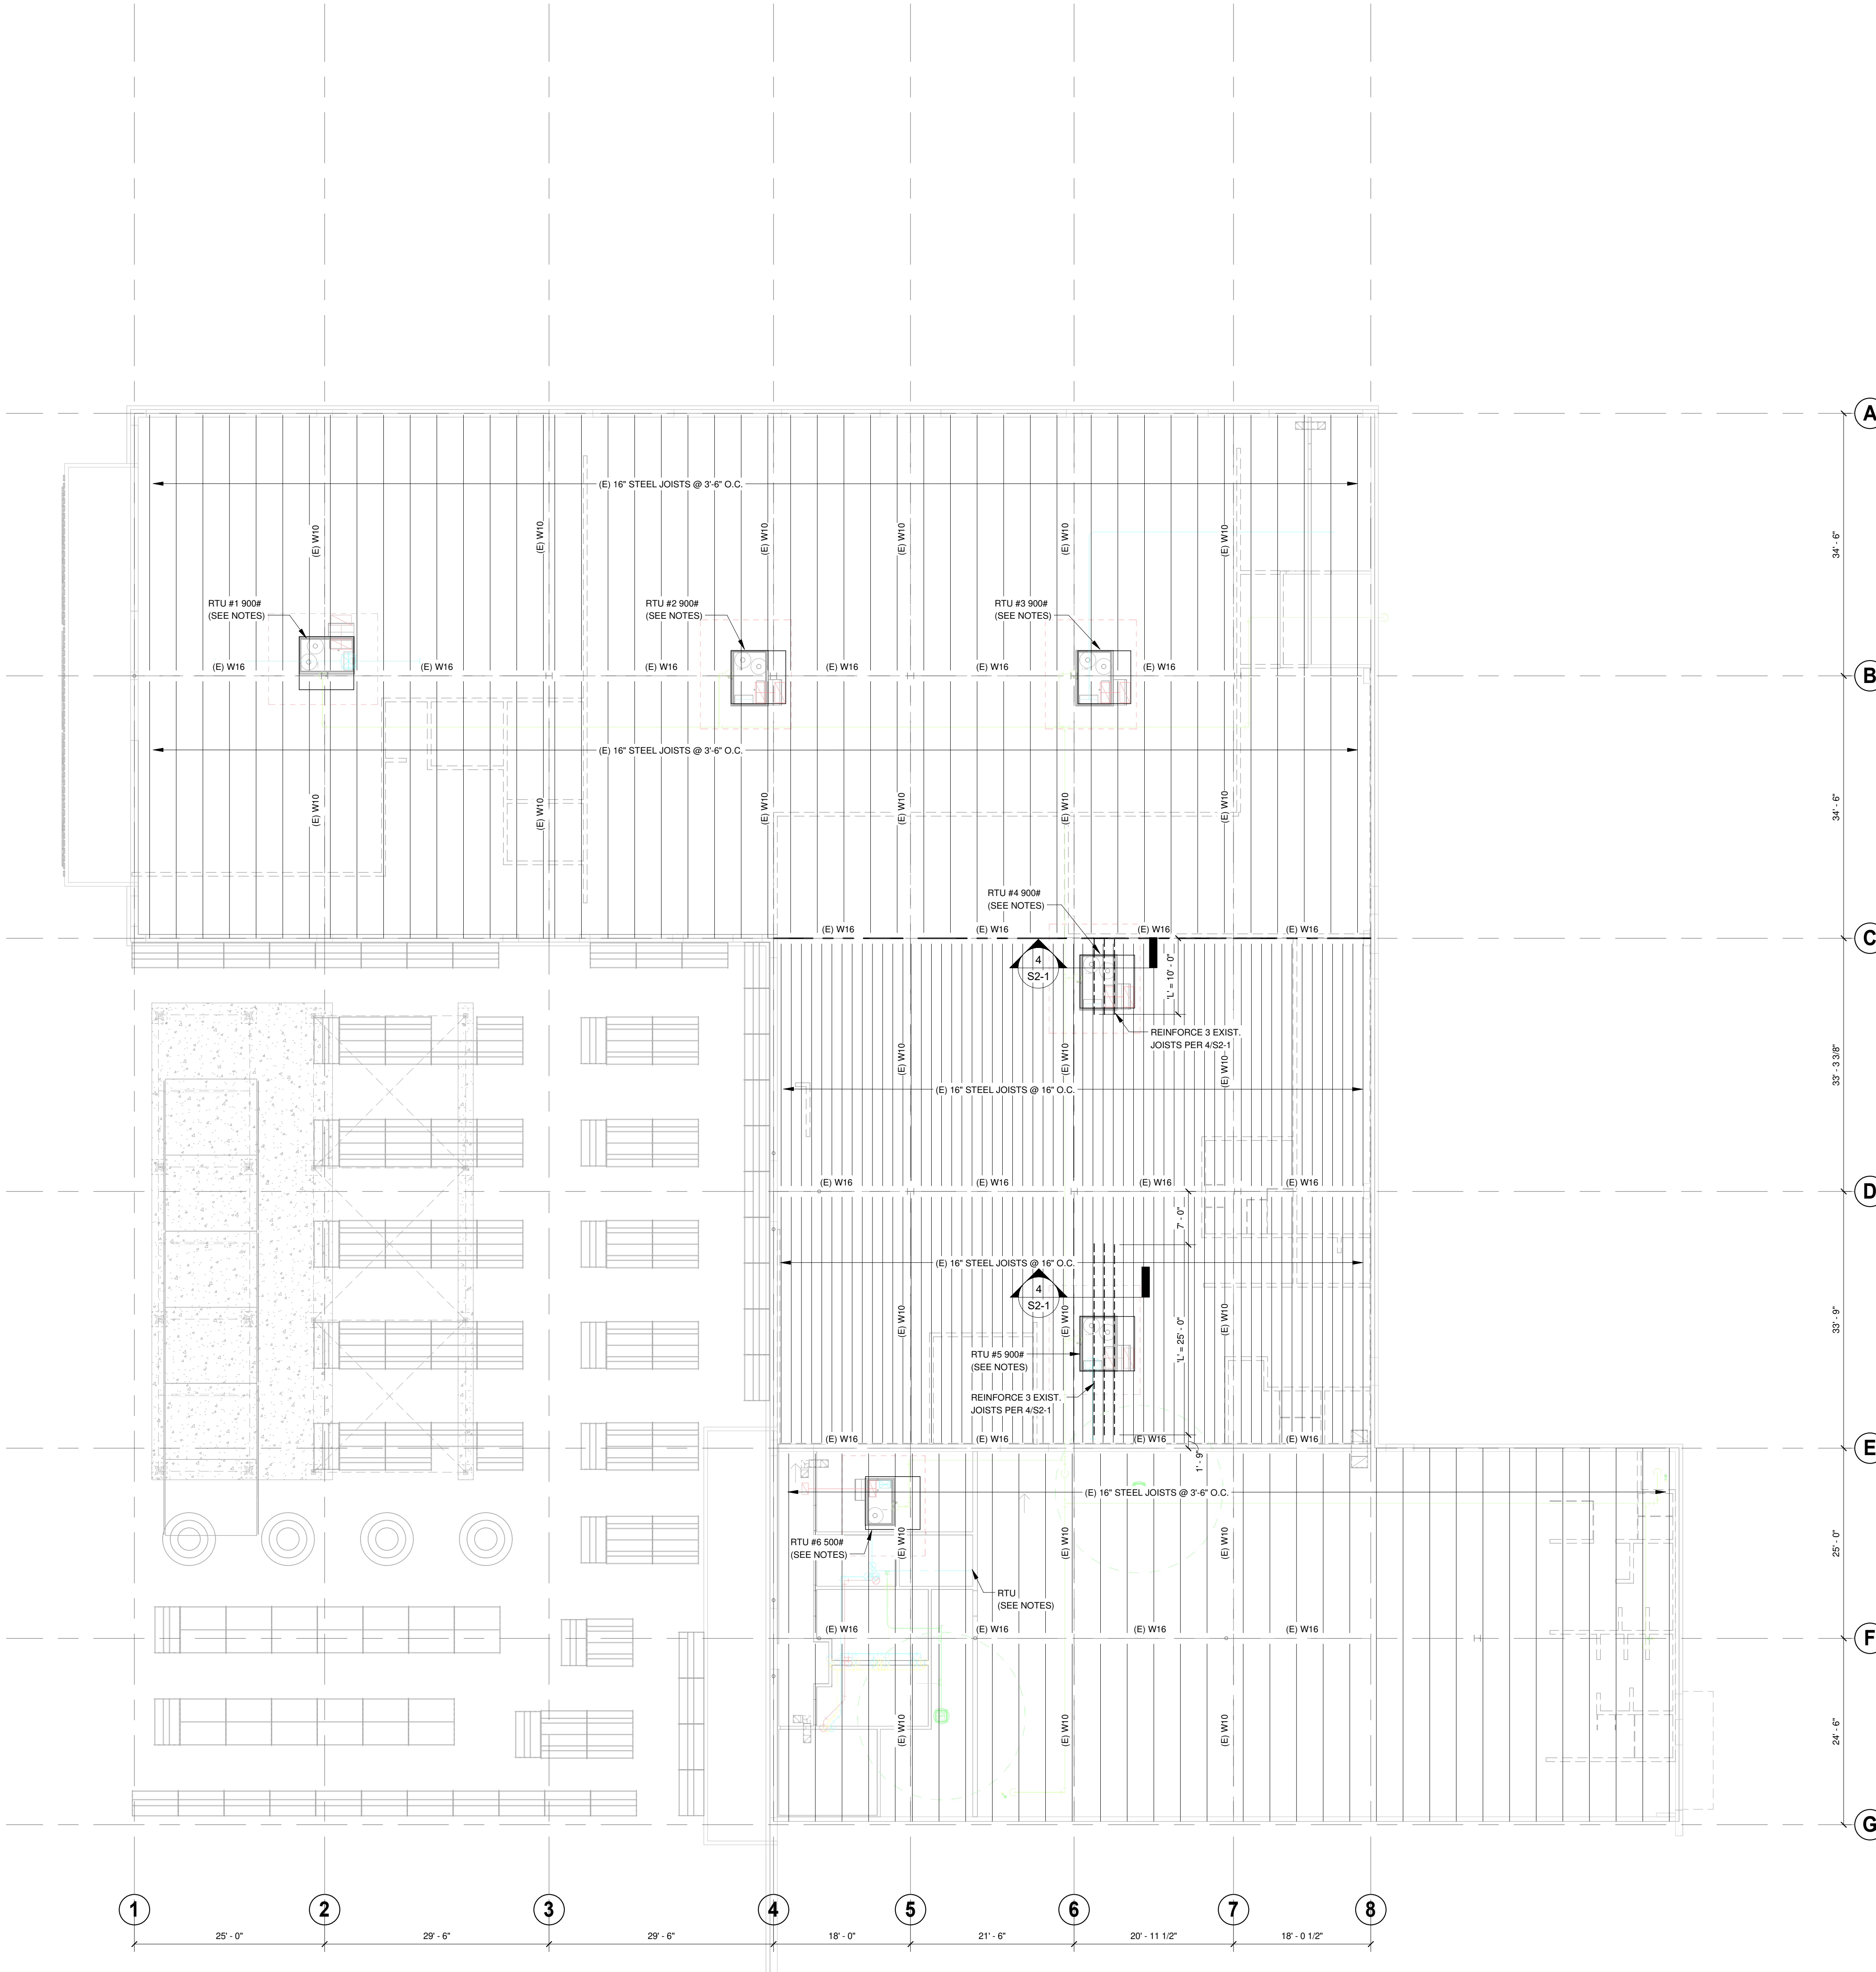 A
(E) 16" STEEL JOISTS @ 3'-6" O.C.
(E) W10
(E) W10
(E) W10
(E) W10
(E) W10
(E) W10
34' - 6"
RTU #1 900#
(SEE NOTES)
RTU #2 900#
(SEE NOTES)
RTU #3 900#
(SEE NOTES)
(E) W16
(E) W16
(E) W16
(E) W16
(E) W16
(E) W16
B
(E) 16" STEEL JOISTS @ 3'-6" O.C.
(E) W10
(E) W10
(E) W10
(E) W10
(E) W10
(E) W10
34' - 6"
RTU #4 900#
(SEE NOTES)
(E) W16
(E) W16
(E) W16
(E) W16
C
4
S2-1
'L' = 10' - 0"
REINFORCE 3 EXIST.
JOISTS PER 4/S2-1
(E) W10
(E) W10
(E) W10
33' - 3 3/8"
(E) 16" STEEL JOISTS @ 16" O.C.
(E) W16
(E) W16
(E) W16
(E) W16
D
7' - 0"
(E) 16" STEEL JOISTS @ 16" O.C.
4
S2-1
(E) W10
(E) W10
(E) W10
33' - 9"
'L' = 25' - 0"
RTU #5 900#
(SEE NOTES)
REINFORCE 3 EXIST.
JOISTS PER 4/S2-1
(E) W16
(E) W16
(E) W16
(E) W16
E
1' - 9"
(E) 16" STEEL JOISTS @ 3'-6" O.C.
RTU #6 500#
(SEE NOTES)
(E) W10
(E) W10
(E) W10
25' - 0"
RTU
(SEE NOTES)
(E) W16
(E) W16
(E) W16
(E) W16
F
(E) W10
(E) W10
(E) W10
24' - 6"
G
1
2
3
4
5
6
7
8
25' - 0"
29' - 6"
29' - 6"
18' - 0"
21' - 6"
20' - 11 1/2"
18' - 0 1/2"